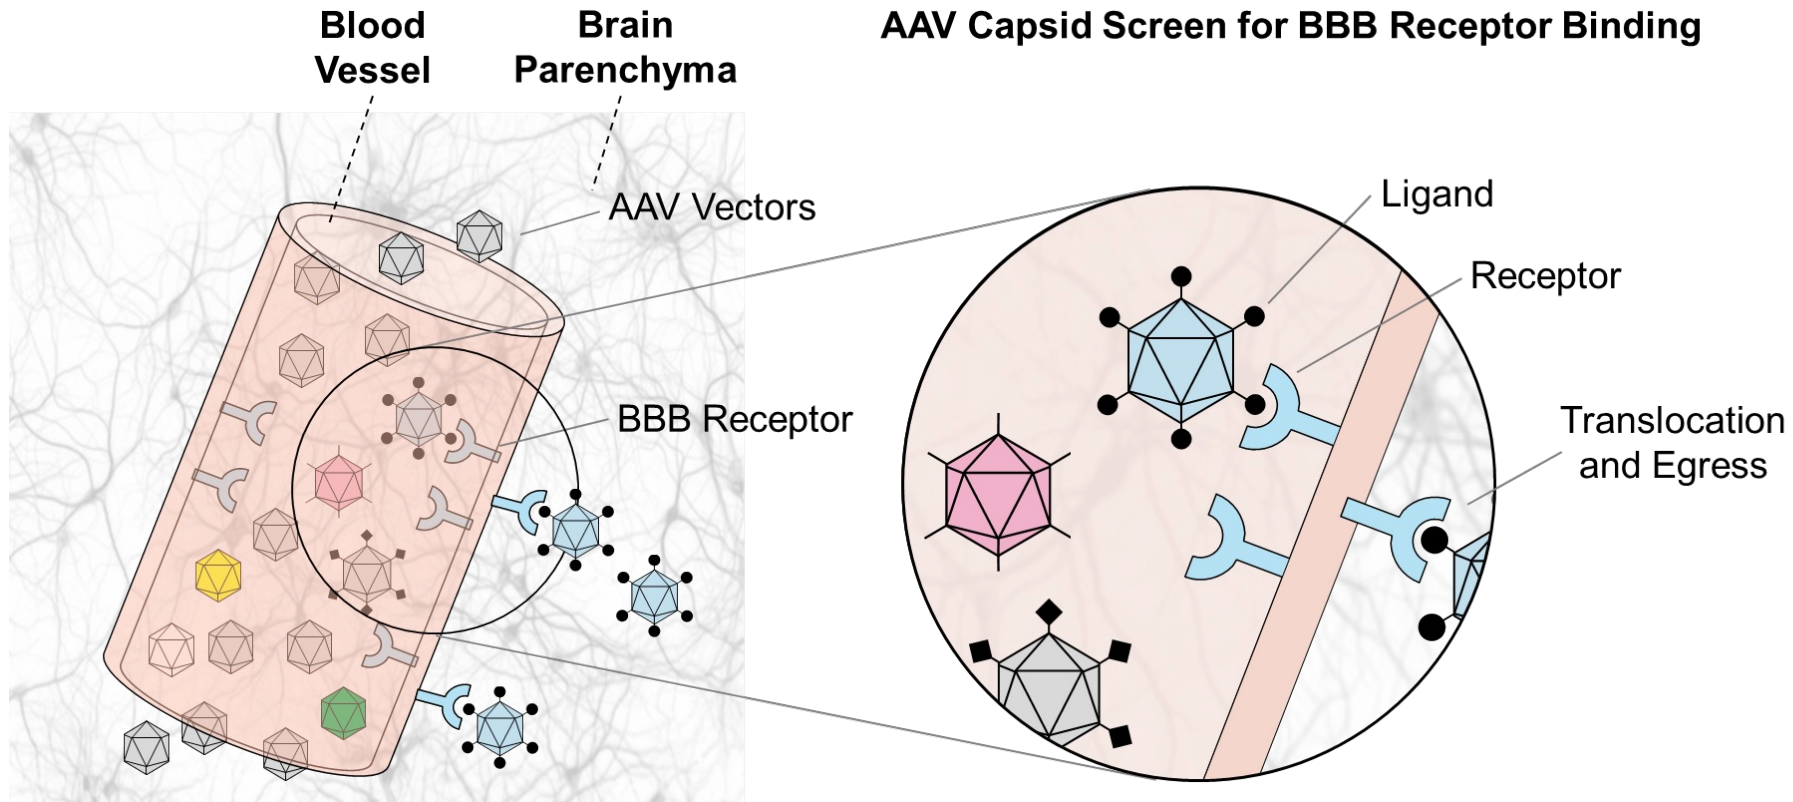 Blood
Vessel
Brain
Parenchyma
AAV Capsid Screen for BBB Receptor Binding
AAV Vectors
BBB Receptor
Ligand
Receptor
Translocation
and Egress